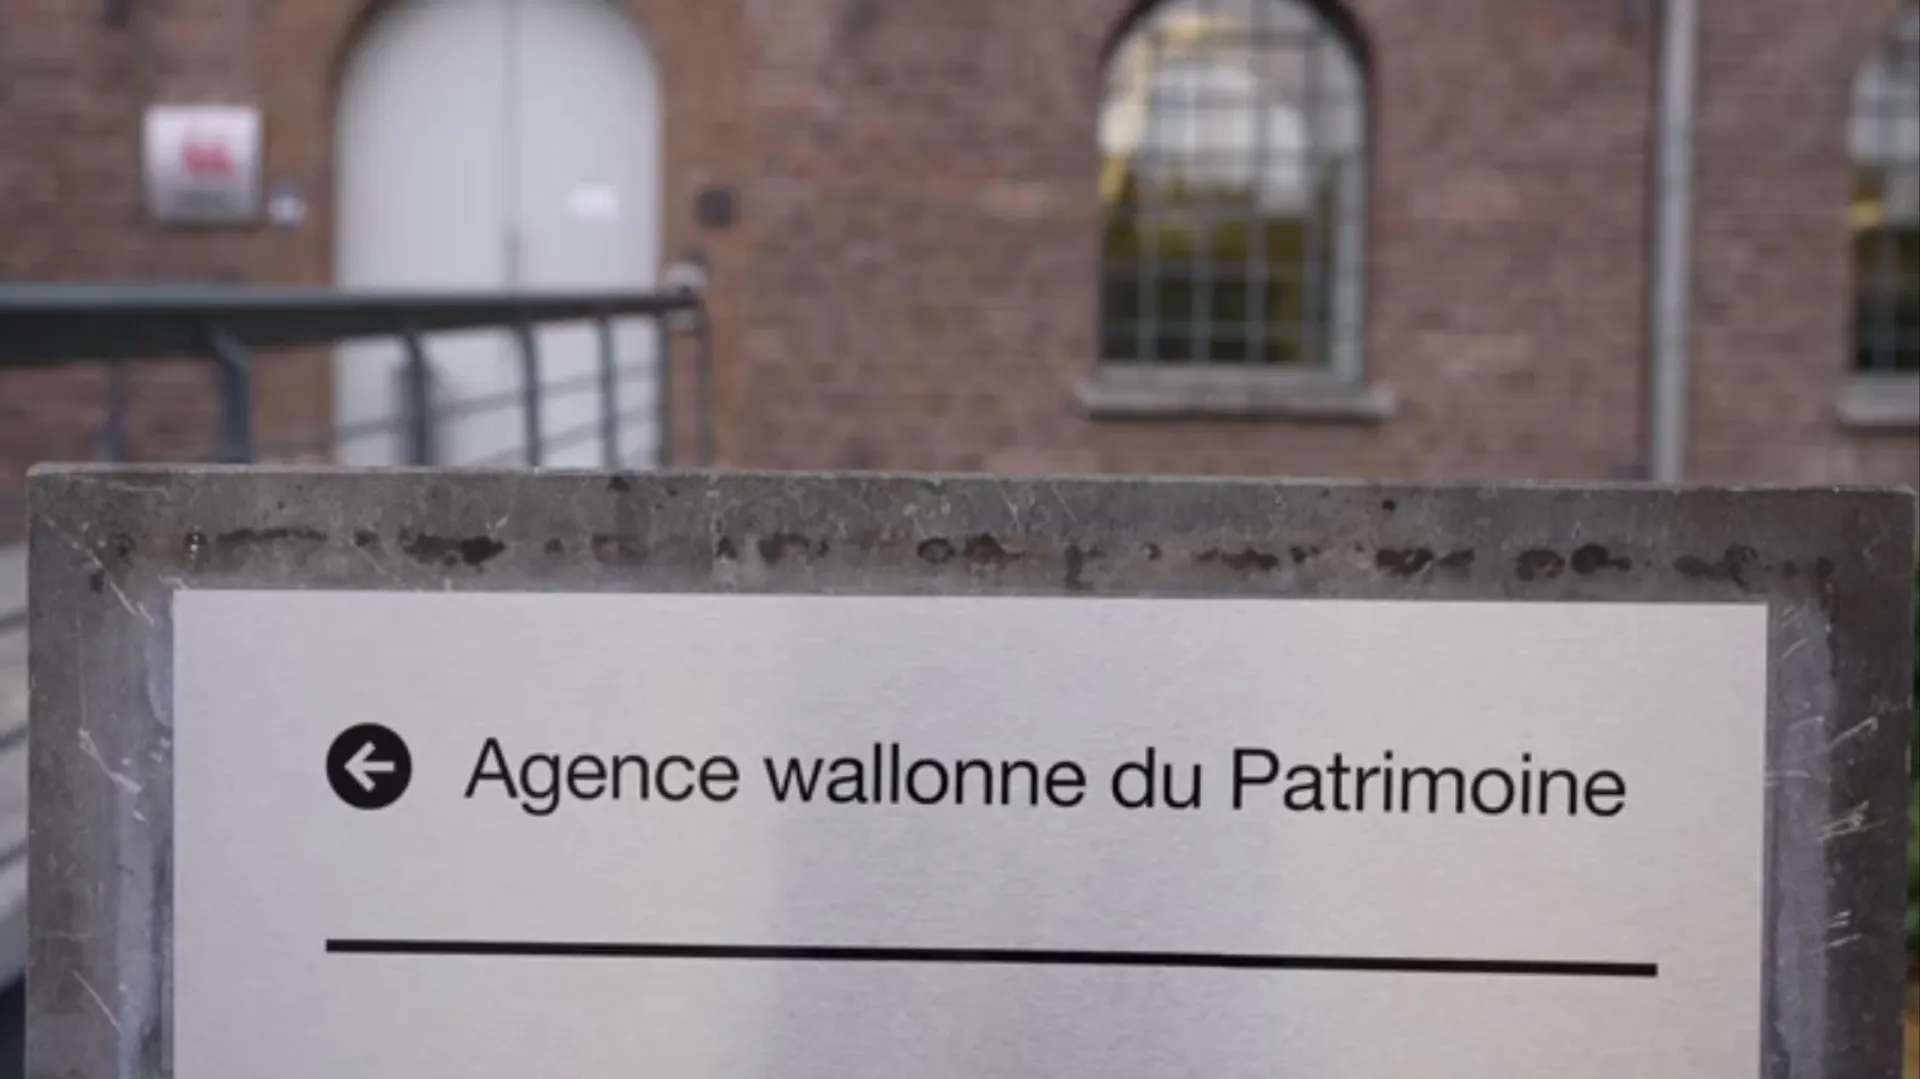 Agence wallonne du Patrimoine